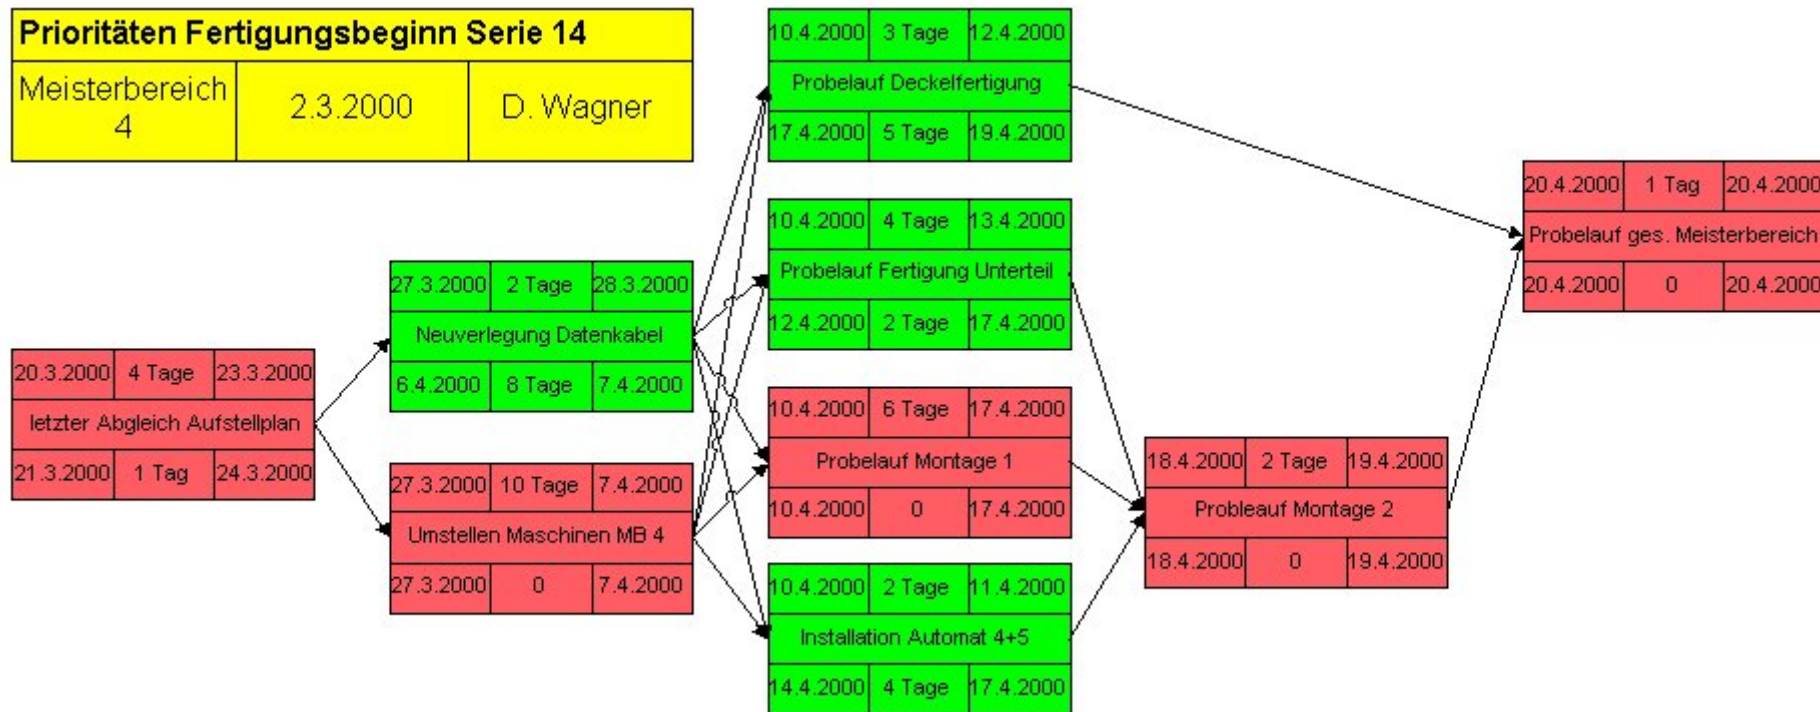 Prioritäten Fertigungsbeginn Serie 14
Meisterbereich
4
2.3.2000
D. Wagner
20.3.2000 4 Tage 23.3.2000
letzter Abgleich Aufstellplan
21.3.2000 1 Tag 24.3.2000
27.3.2000 2 Tage 28.3.2000
Neuverlegung Datenkabel
6.4.2000 8 Tage 7.4.2000
27.3.2000 10 Tage 7.4.2000
Umstellen Maschinen MB 4
27.3.2000 0 7.4.2000
10.4.2000 3 Tage 12.4.2000
Probelauf Deckelfertigung
17.4.2000 5 Tage 19.4.2000
10.4.2000 4 Tage 13.4.2000
Probelauf Fertigung Unterteil
12.4.2000 2 Tage 17.4.2000
10.4.2000 6 Tage 17.4.2000
Probelauf Montage 1
10.4.2000 0 17.4.2000
10.4.2000 2 Tage 11.4.2000
Installation Automat 4+5
14.4.2000 4 Tage 17.4.2000
18.4.2000 2 Tage 19.4.2000
Probleauf Montage 2
18.4.2000 0 19.4.2000
20.4.2000 1 Tag 20.4.2000
Probelauf ges. Meisterbereich
20.4.2000 0 20.4.2000